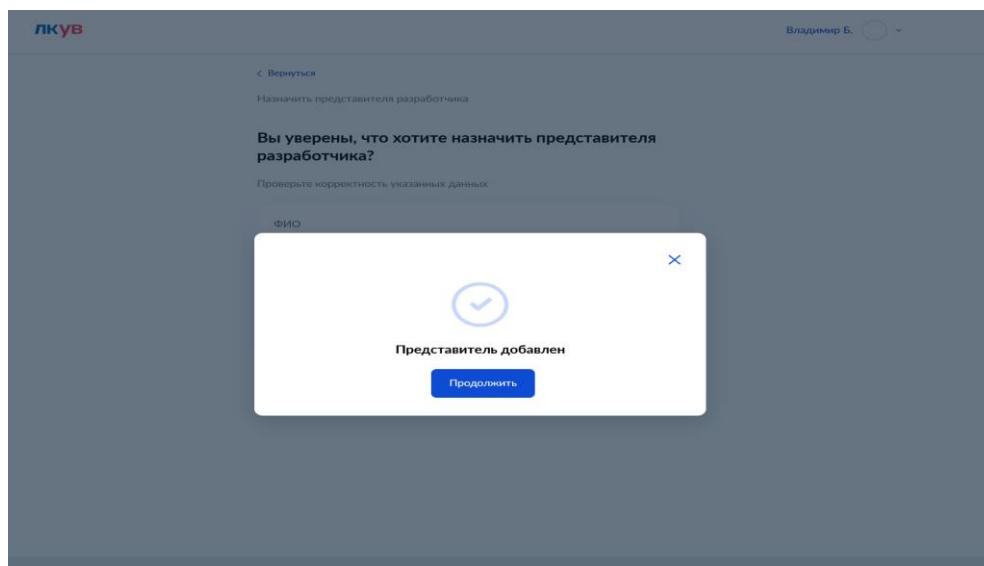 лкув
Владимир Б.
Вернуться
Назначить представителя разработчика
Вы уверены, что хотите назначить представителя
разработчика?
Проверьте корректность указанных данных
ФИО
Представитель добавлен
Продолжить